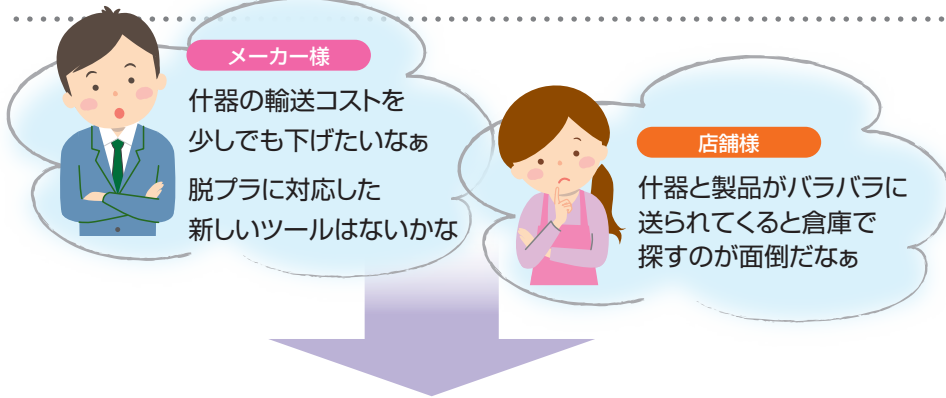 メーカー様
什器の輸送コストを
少しでも下げたいなぁ
脱プラに対応した
新しいツールはないかな
店舗様
什器と製品がバラバラに
送られてくると倉庫で
探すのが面倒だなぁ